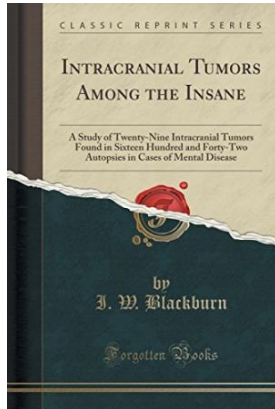 CLASSIC REPRINT SERIES
INTRACRANIAL TUMORS
AMONG THE INSANE
A Study of Twenty-Nine Intracranial Tumors
Found in Sixteen Hundred and Forty-Two
Autopsies in Cases of Mental Disease
by
I. W. Blackburn
Forgotten Books